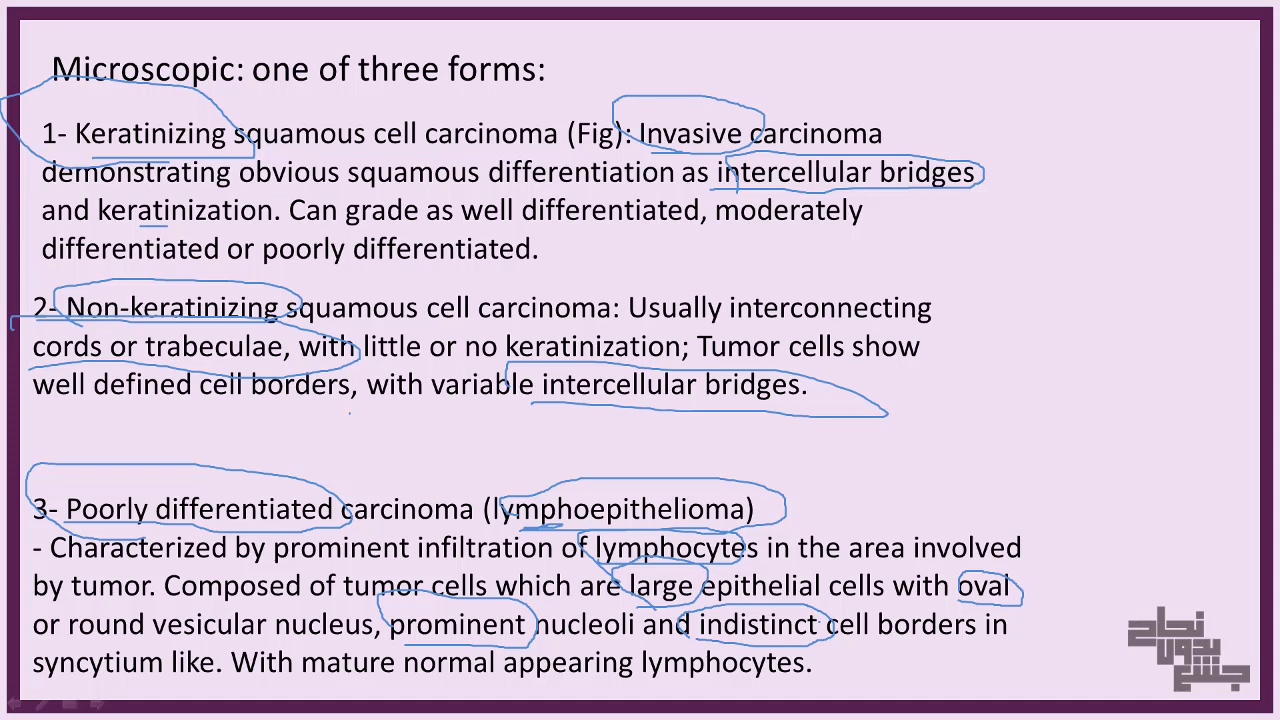 Microscopic: one of three forms:
1- Keratinizing squamous cell carcinoma (Fig): Invasive carcinoma
demonstrating obvious squamous differentiation as intercellular bridges
and keratinization. Can grade as well differentiated, moderately
differentiated or poorly differentiated.
2- Non-keratinizing squamous cell carcinoma: Usually interconnecting
cords or trabeculae, with little or no keratinization; Tumor cells show
well defined cell borders, with variable intercellular bridges.
3- Poorly differentiated carcinoma (lymphoepithelioma)
- Characterized by prominent infiltration of lymphocytes in the area involved
by tumor. Composed of tumor cells which are large epithelial cells with oval
or round vesicular nucleus, prominent nucleoli and indistinct cell borders in
syncytium like. With mature normal appearing lymphocytes.
نجاح
بدون
جشع